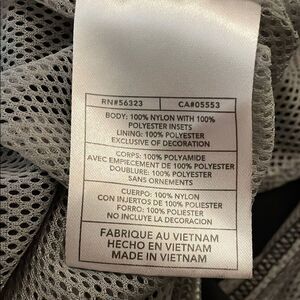 RN#56323 CA#05553
BODY: 100% NYLON WITH 100%
POLYESTER INSETS
LINING: 100% POLYESTER
EXCLUSIVE OF DECORATION
CORPS: 100% POLYAMIDE
AVEC EMPIECEMENT DE 100% POLYESTER
DOUBLURE: 100% POLYESTER
SANS ORNEMENTS
CUERPO: 100% NYLON
CON INJERTOS DE 100% POLIESTER
FORRO: 100% POLIESTER
NO INCLUYE LA DECORACION
FABRIQUE AU VIETNAM
HECHO EN VIETNAM
MADE IN VIETNAM